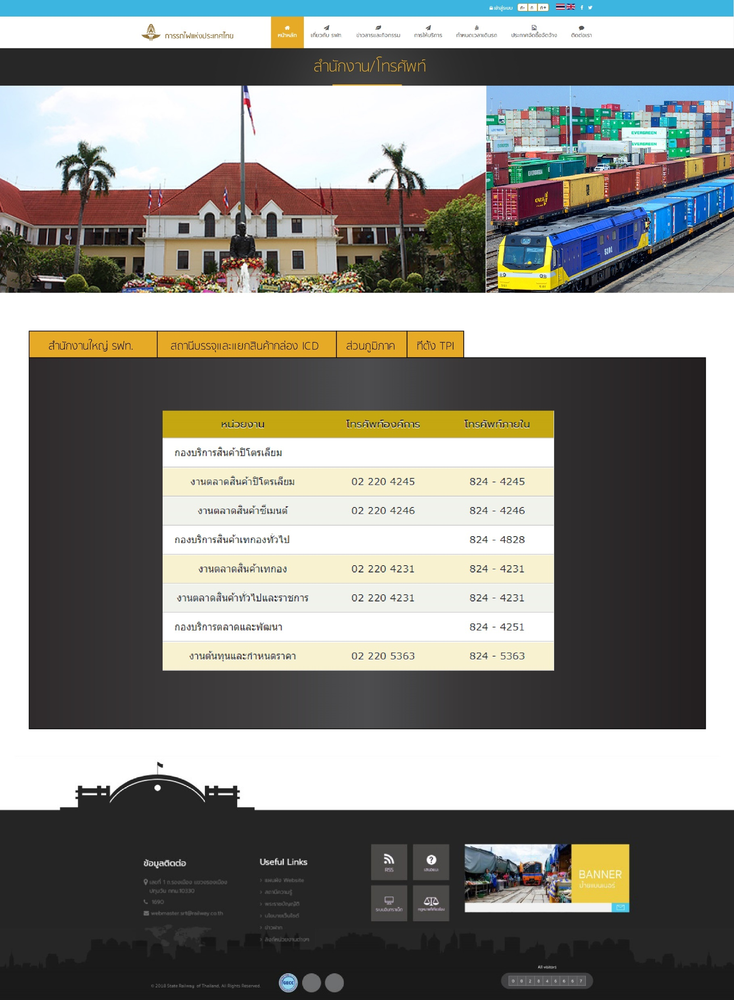 เข้าสู่ระบบ ก- ก ก+
การรถไฟแห่งประเทศไทย
หน้าหลัก เกี่ยวกับ รฟท. ข่าวสารและกิจกรรม การให้บริการ กำหนดเวลาเดินรถ ประกาศจัดซื้อจัดจ้าง ติดต่อเรา
สำนักงาน/โทรศัพท์
EVERGREEN
EVERGREEN
EVERGREEN
5101
สำนักงานใหญ่ รฟท. สถานีบรรจุและแยกสินค้ากล่อง ICD ส่วนภูมิภาค ที่ตั้ง TPI
หน่วยงาน โทรศัพท์องค์การ โทรศัพท์ภายใน
กองบริการสินค้าปิโตรเลียม
งานตลาดสินค้าปิโตรเลียม 02 220 4245 824 - 4245
งานตลาดสินค้าซีเมนต์ 02 220 4246 824 - 4246
กองบริการสินค้าเทกองทั่วไป 824 - 4828
งานตลาดสินค้าเทกอง 02 220 4231 824 - 4231
งานตลาดสินค้าทั่วไปและราชการ 02 220 4231 824 - 4231
กองบริการตลาดและพัฒนา 824 - 4251
งานต้นทุนและกำหนดราคา 02 220 5363 824 - 5363
ข้อมูลติดต่อ
เลขที่ 1 ถ.รองเมือง แขวงรองเมือง
ปทุมวัน กทม.10330
1690
webmaster.srt@railway.co.th
Useful Links
แผนผัง Website
สถานีความรู้
พระราชบัญญัติ
นโยบายเว็บไซต์
ข่าวฝาก
ลิงก์หน่วยงานต่างๆ
RSS
เสนอแนะ
ระบบอินทราเน็ต
กฎหมายที่เกี่ยวข้อง
BANNER
ป้ายแบนเนอร์
All visitors
0 0 2 8 4 6 6 6 7
© 2018 State Railway of Thailand, All Rights Reserved.
GECC